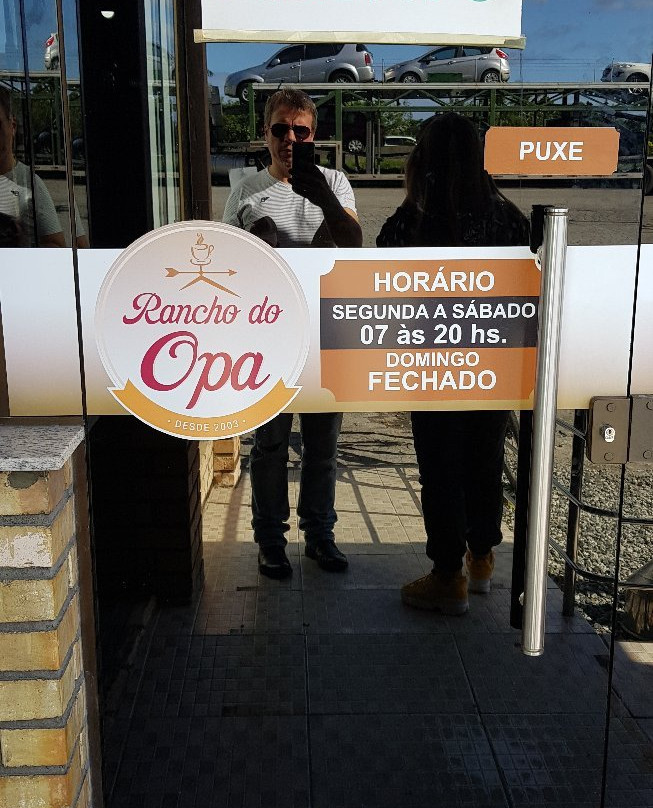 PUXE
Rancho do
Opa
• DESDE 2003 •
HORÁRIO
SEGUNDA A SÁBADO
07 às 20 hs.
DOMINGO
FECHADO